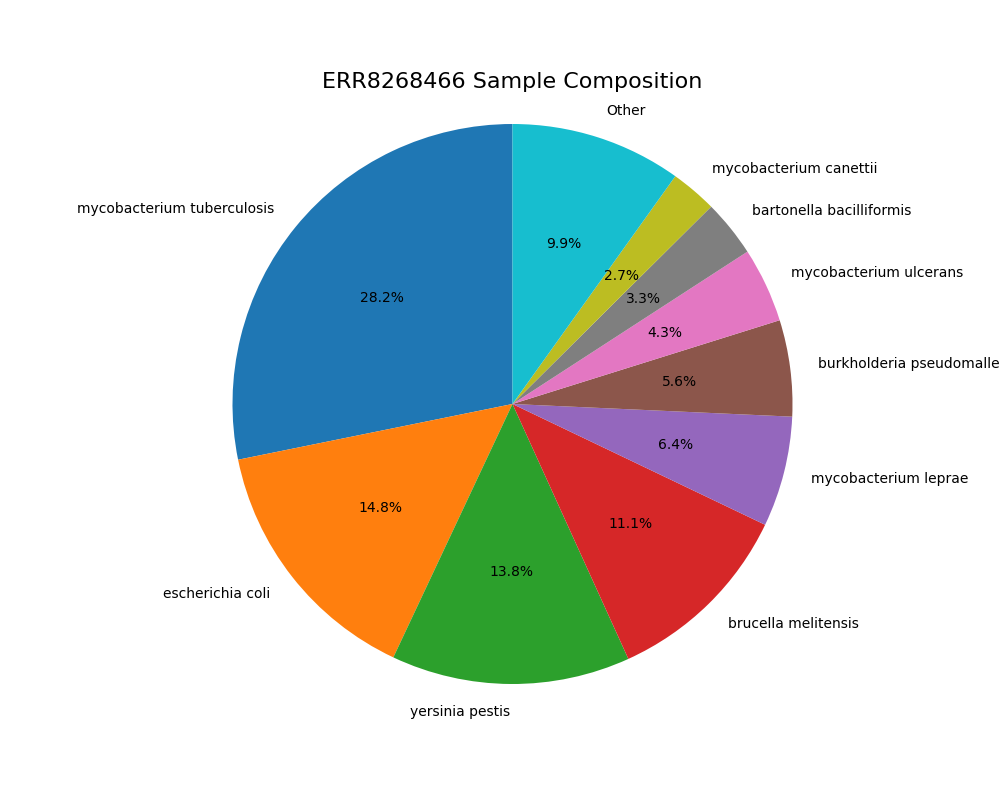 ERR8268466 Sample Composition
Other
mycobacterium canettii
bartonella bacilliformis
mycobacterium ulcerans
burkholderia pseudomalle
mycobacterium leprae
brucella melitensis
yersinia pestis
escherichia coli
mycobacterium tuberculosis
9.9%
2.7%
3.3%
4.3%
5.6%
6.4%
11.1%
13.8%
14.8%
28.2%